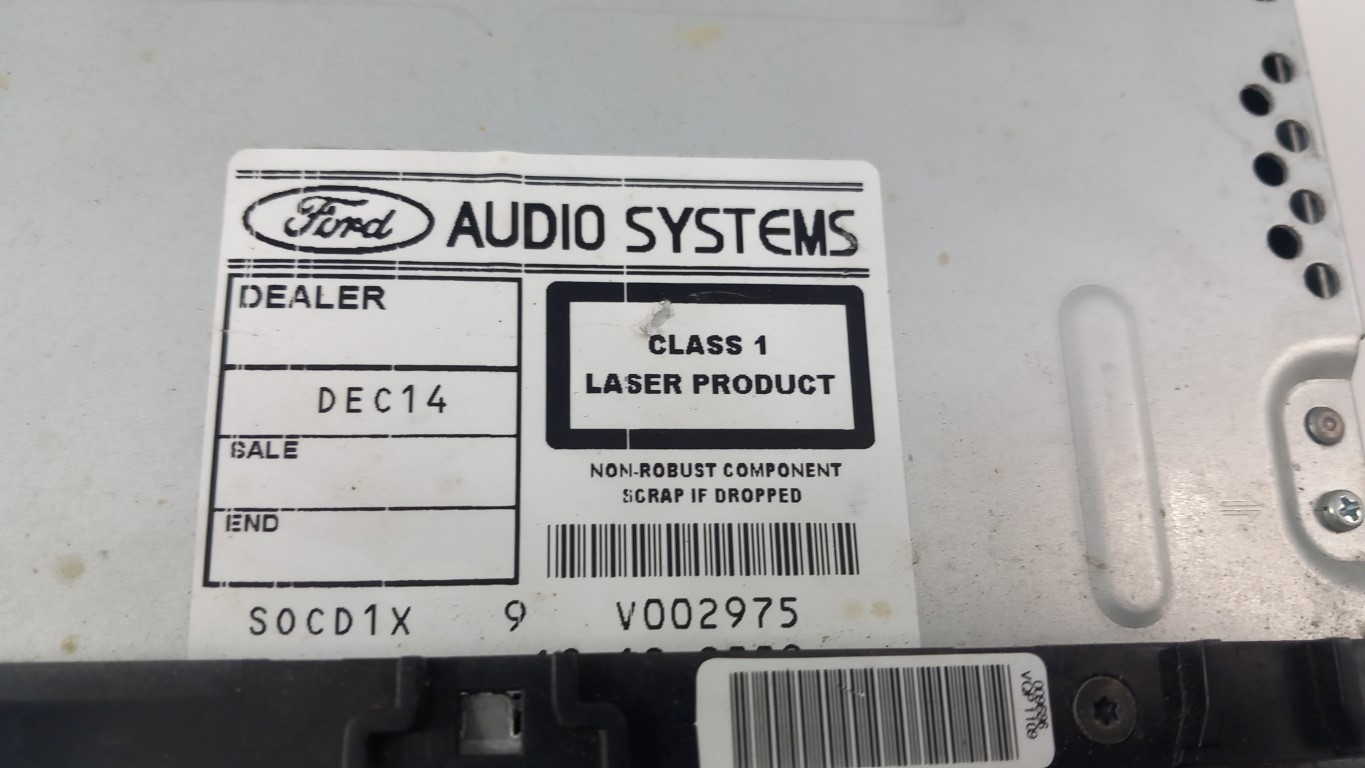 Ford AUDIO SYSTEMS
DEALER
DEC14
SALE
END
CLASS 1
LASER PRODUCT
NON-ROBUST COMPONENT
SCRAP IF DROPPED
SOCD1X 9 V002975